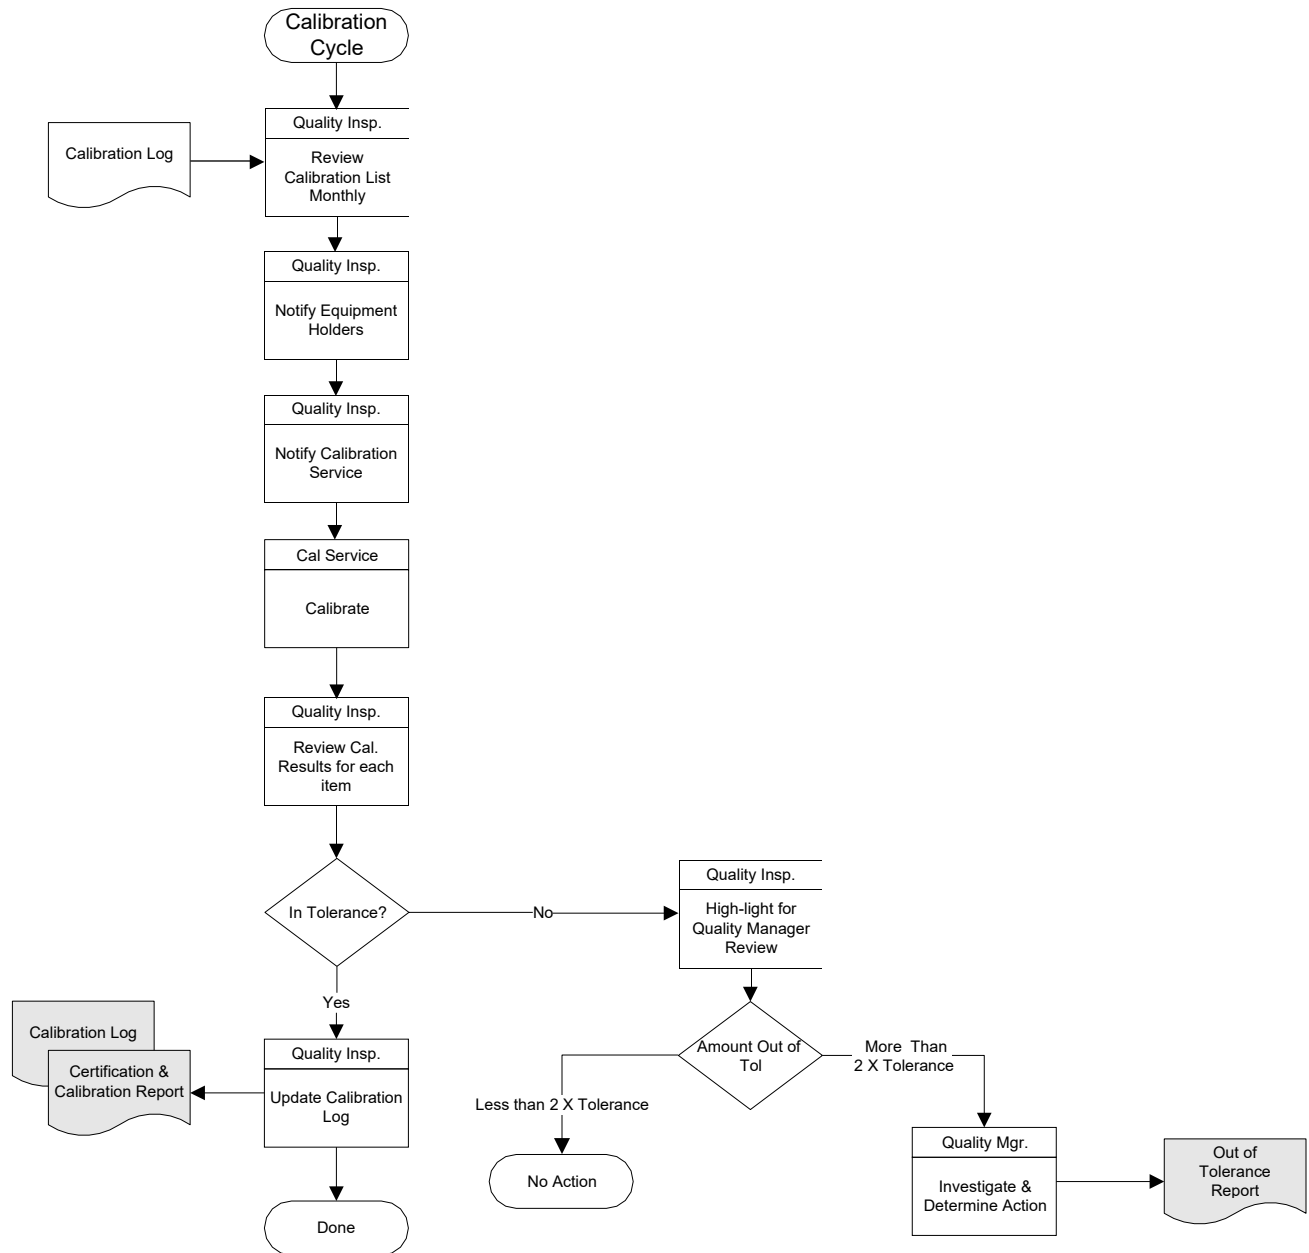 Calibration
Cycle
Quality Insp.
Review
Calibration List
Monthly
Calibration Log
Quality Insp.
Notify Equipment
Holders
Quality Insp.
Notify Calibration
Service
Cal Service
Calibrate
Quality Insp.
Review Cal.
Results for each
item
In Tolerance?
No
Quality Insp.
High-light for
Quality Manager
Review
Yes
Amount Out of
Tol
More Than
2 X Tolerance
Less than 2 X Tolerance
Calibration Log
Certification &
Calibration Report
Quality Insp.
Update Calibration
Log
No Action
Quality Mgr.
Investigate &
Determine Action
Out of
Tolerance
Report
Done